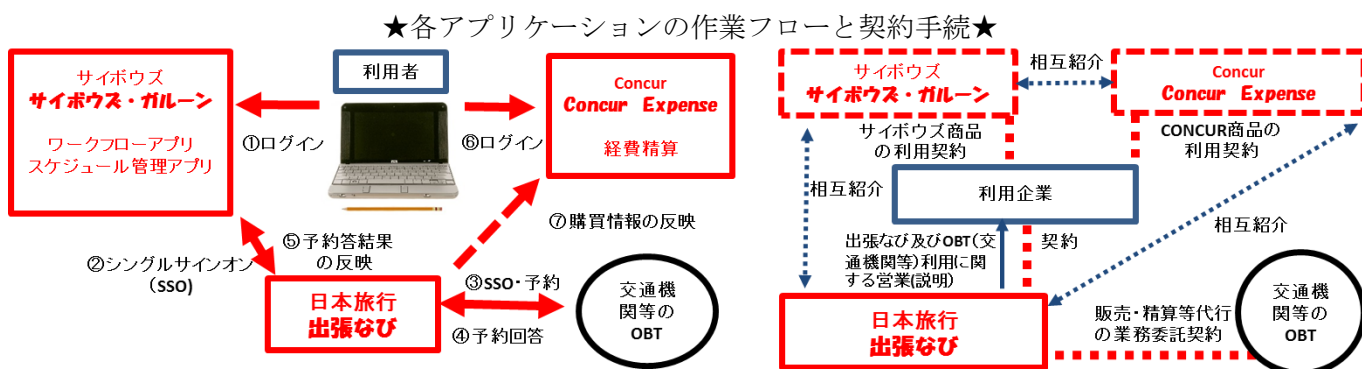 ★各アプリケーションの作業フローと契約手続★
サイボウズ
サイボウズ・ガルーン
ワークフローアプリ
スケジュール管理アプリ
利用者
①ログイン
⑥ログイン
Concur
Concur Expense
経費精算
②シングルサインオン
(SSO)
⑤予約答結果
の反映
⑦購買情報の反映
日本旅行
出張なび
③SSO・予約
④予約回答
交通機
関等の
OBT
サイボウズ
サイボウズ・ガルーン
相互紹介
Concur
Concur Expense
サイボウズ商品
の利用契約
CONCUR商品の
利用契約
相互紹介
利用企業
相互紹介
出張なび及びOBT(交
通機関等)利用に関
する営業(説明)
契約
日本旅行
出張なび
販売・精算等代行
の業務委託契約
交通機
関等の
OBT